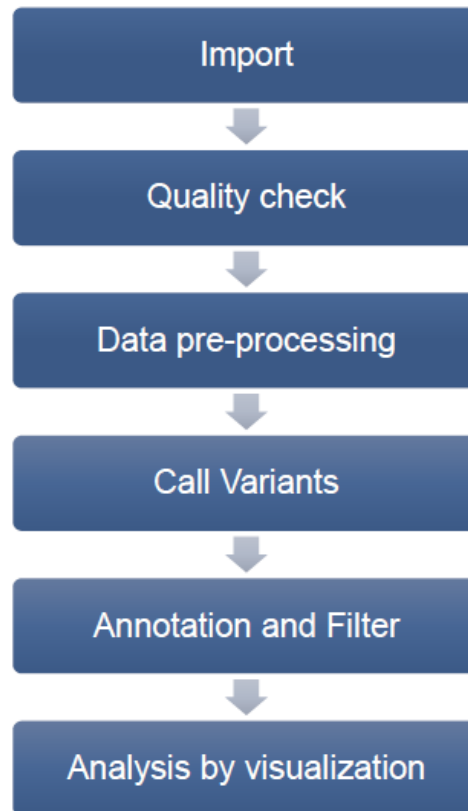 Import
Quality check
Data pre-processing
Call Variants
Annotation and Filter
Analysis by visualization